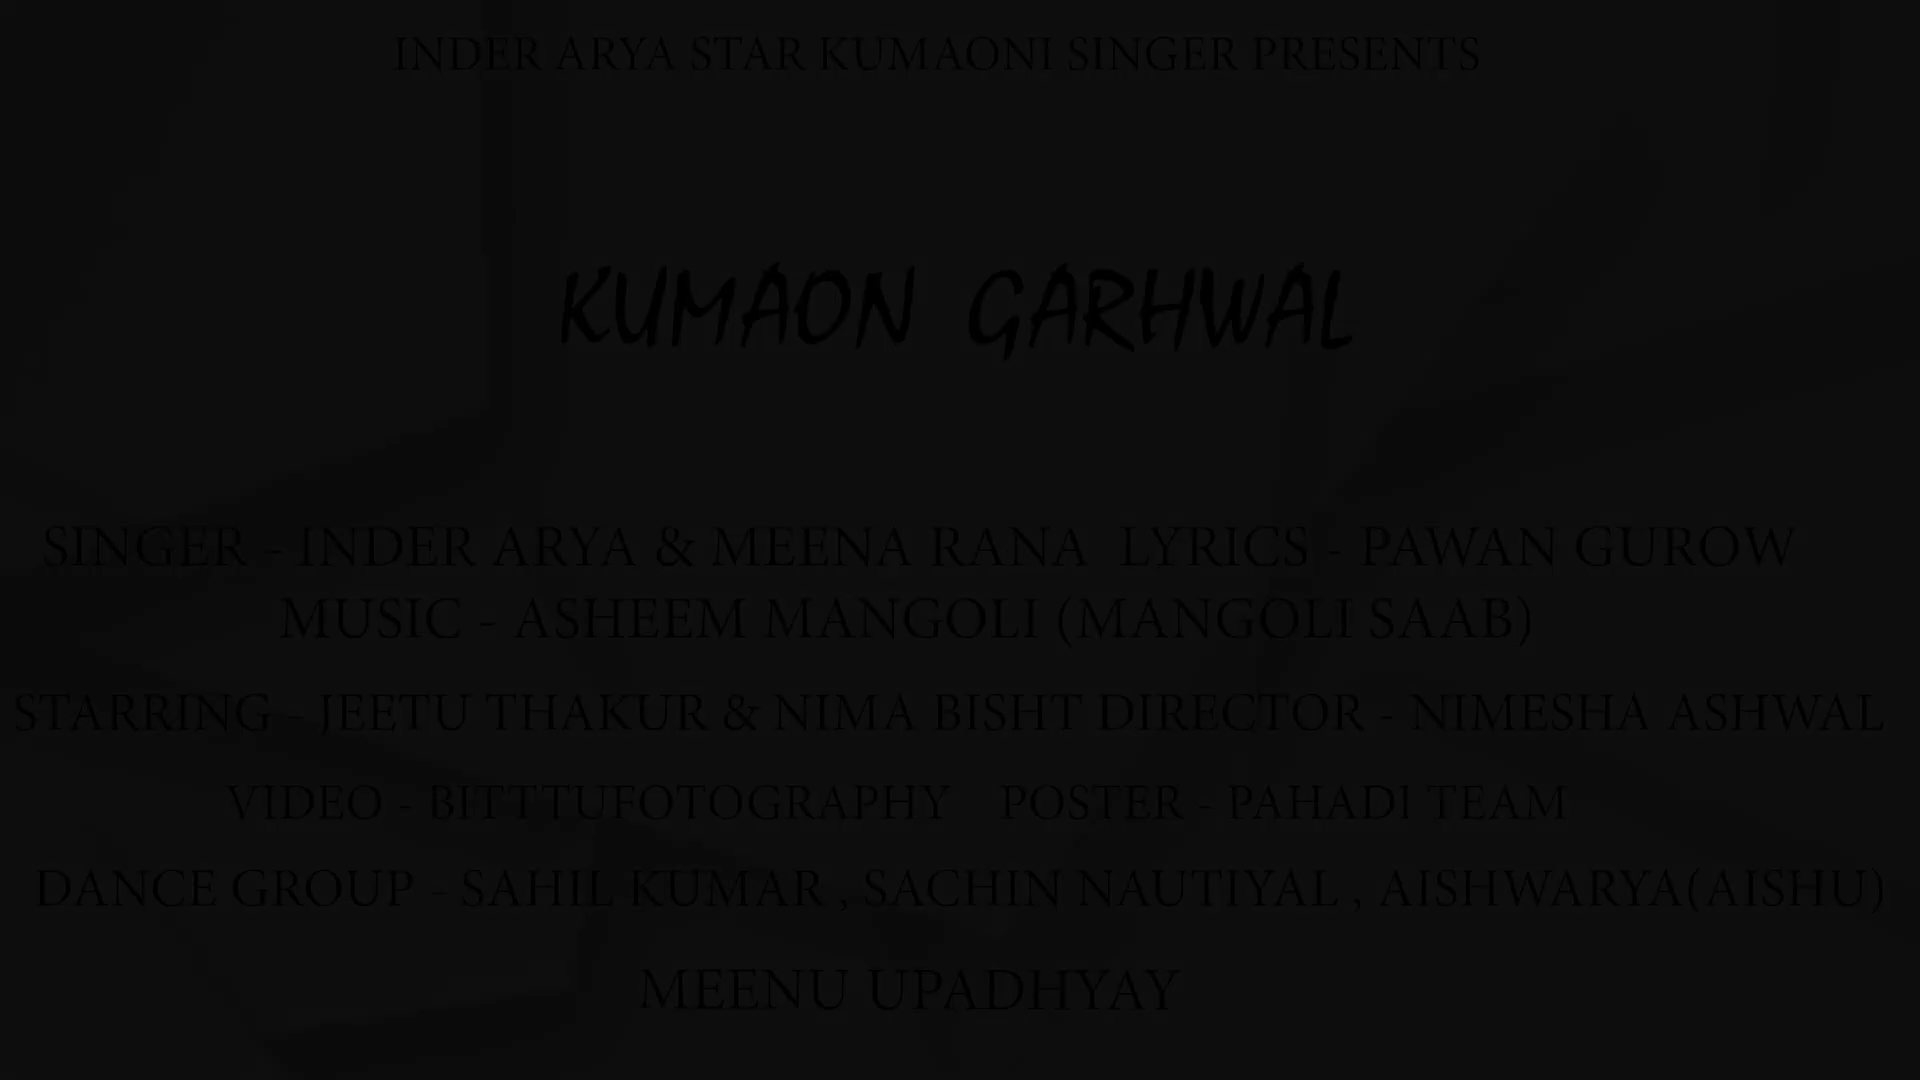 INDER ARYA STAR KUMAONI SINGER PRESENTS
KUMAON GARHWAL
SINGER - INDER ARYA & MEENA RANA LYRICS - PAWAN GUROW
MUSIC - ASHEEM MANGOLI (MANGOLI SAAB)
STARRING - JEETU THAKUR & NIMA BISHT DIRECTOR - NIMESHA ASHWAL
VIDEO - BITTTUFOTOGRAPHY POSTER - PAHADI TEAM
DANCE GROUP - SAHIL KUMAR , SACHIN NAUTIYAL , AISHWARYA(AISHU)
MEENU UPADHYAY